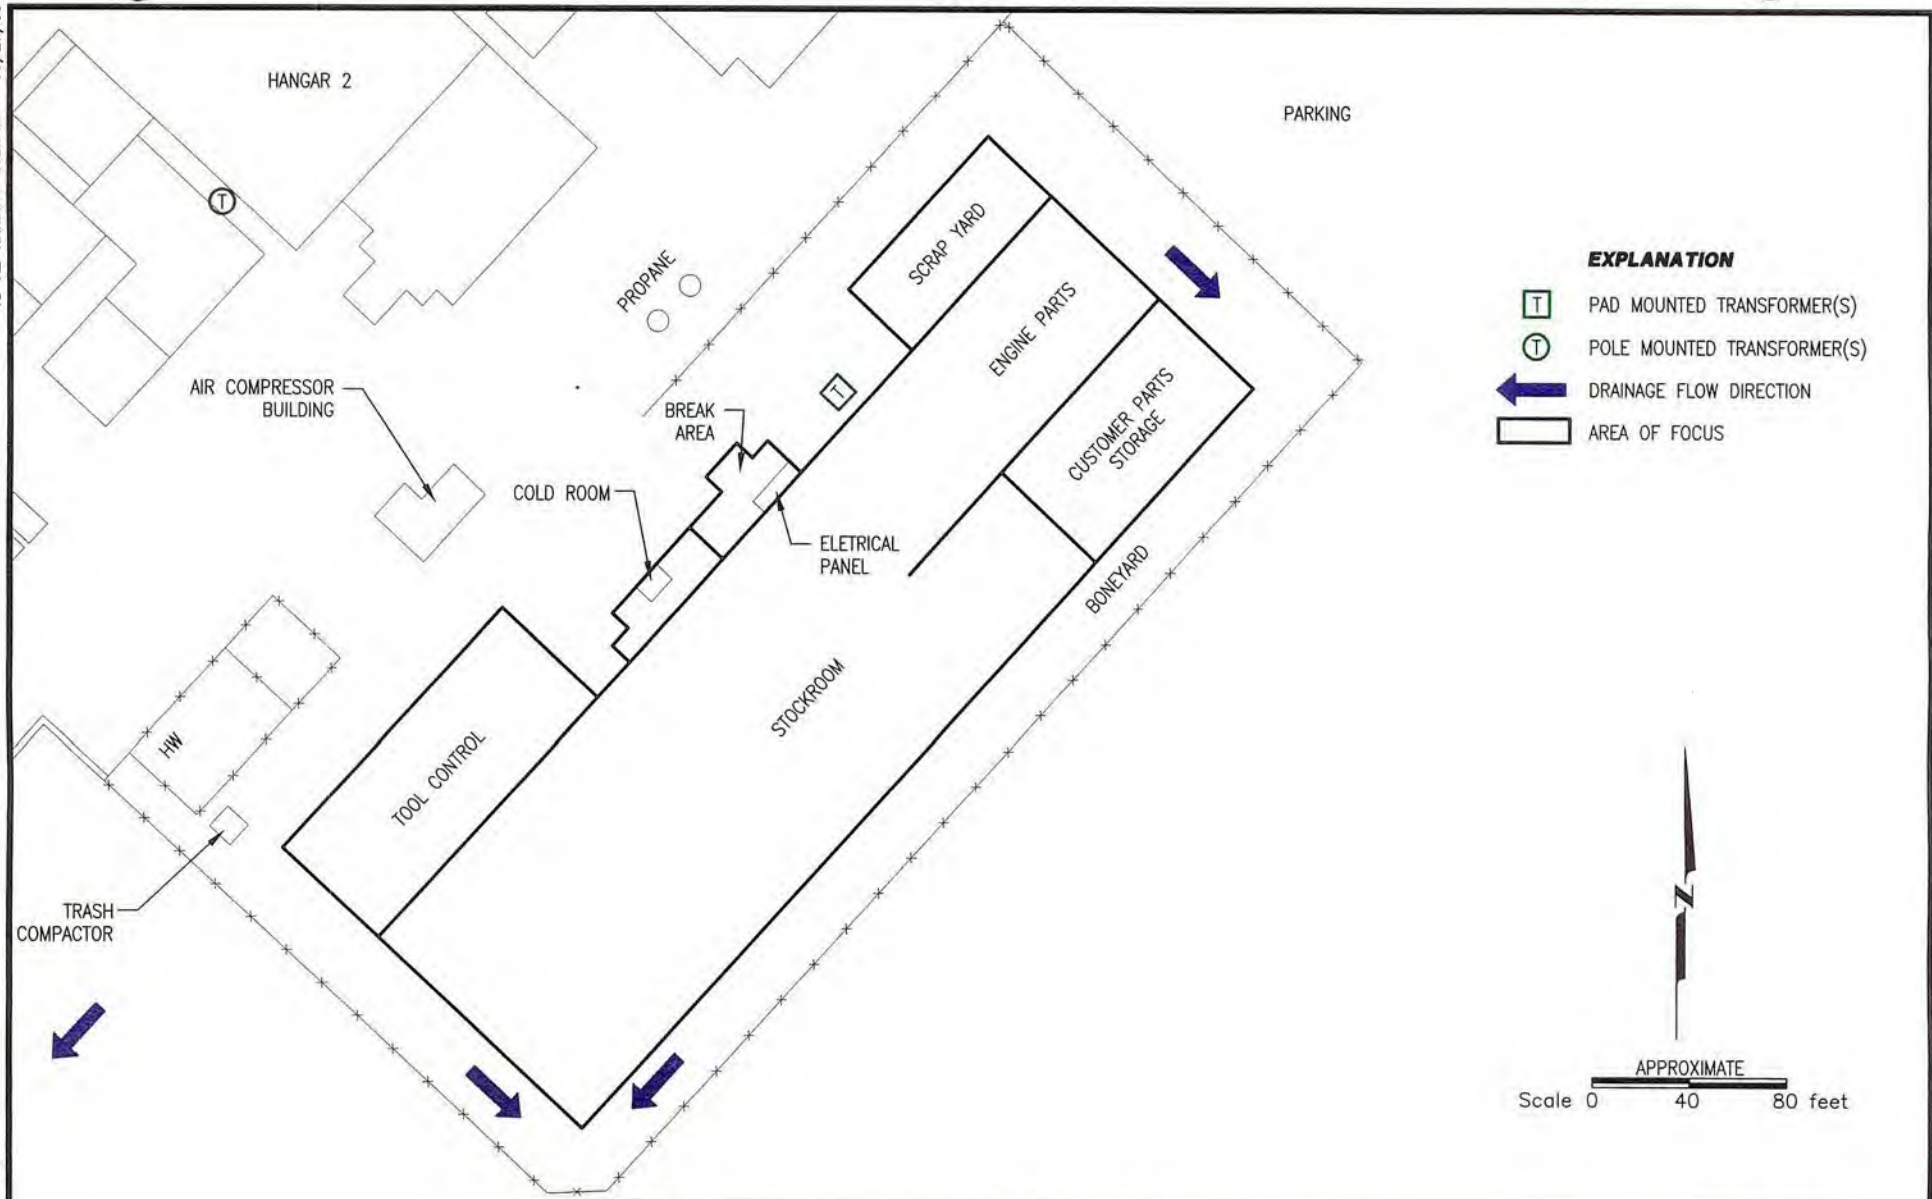 HANGAR 2
PARKING
T
PROPANE
SCRAP YARD
ENGINE PARTS
EXPLANATION
T PAD MOUNTED TRANSFORMER(S)
T POLE MOUNTED TRANSFORMER(S)
DRAINAGE FLOW DIRECTION
AREA OF FOCUS
AIR COMPRESSOR
BUILDING
T
BREAK
AREA
CUSTOMER PARTS
STORAGE
COLD ROOM
ELETRICAL
PANEL
BONEYARD
STOCKROOM
HW
TOOL CONTROL
TRASH
COMPACTOR
N
APPROXIMATE
Scale 0 40 80 feet